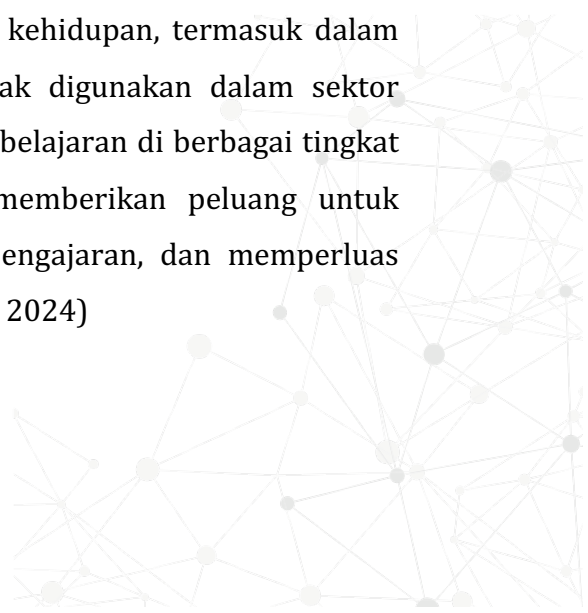 kehidupan, termasuk dalam
ak digunakan dalam sektor
belajaran di berbagai tingkat
memberikan peluang untuk
engajaran, dan memperluas
2024)